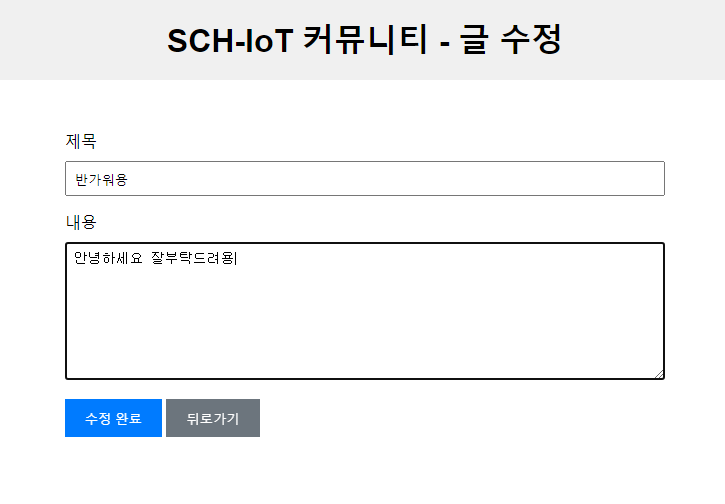 SCH-IoT 커뮤니티 - 글 수정
제목
반가워용
내용
안녕하세요 잘부탁드려용
수정 완료 뒤로가기